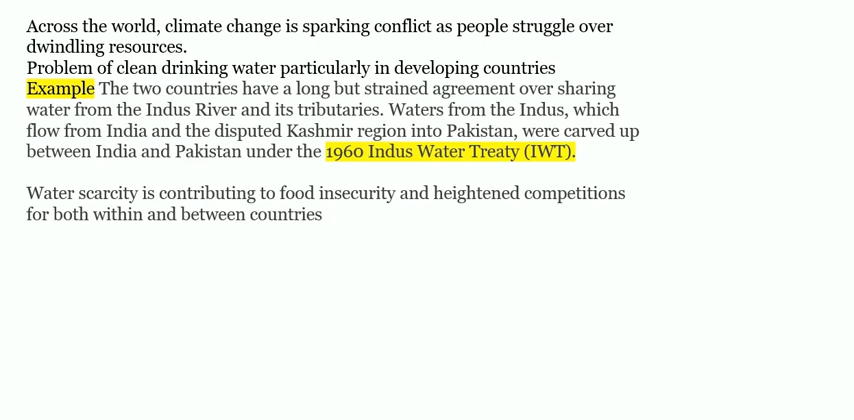 Across the world, climate change is sparking conflict as people struggle over
dwindling resources.
Problem of clean drinking water particularly in developing countries
Example The two countries have a long but strained agreement over sharing
water from the Indus River and its tributaries. Waters from the Indus, which
flow from India and the disputed Kashmir region into Pakistan, were carved up
between India and Pakistan under the 1960 Indus Water Treaty (IWT).
Water scarcity is contributing to food insecurity and heightened competitions
for both within and between countries